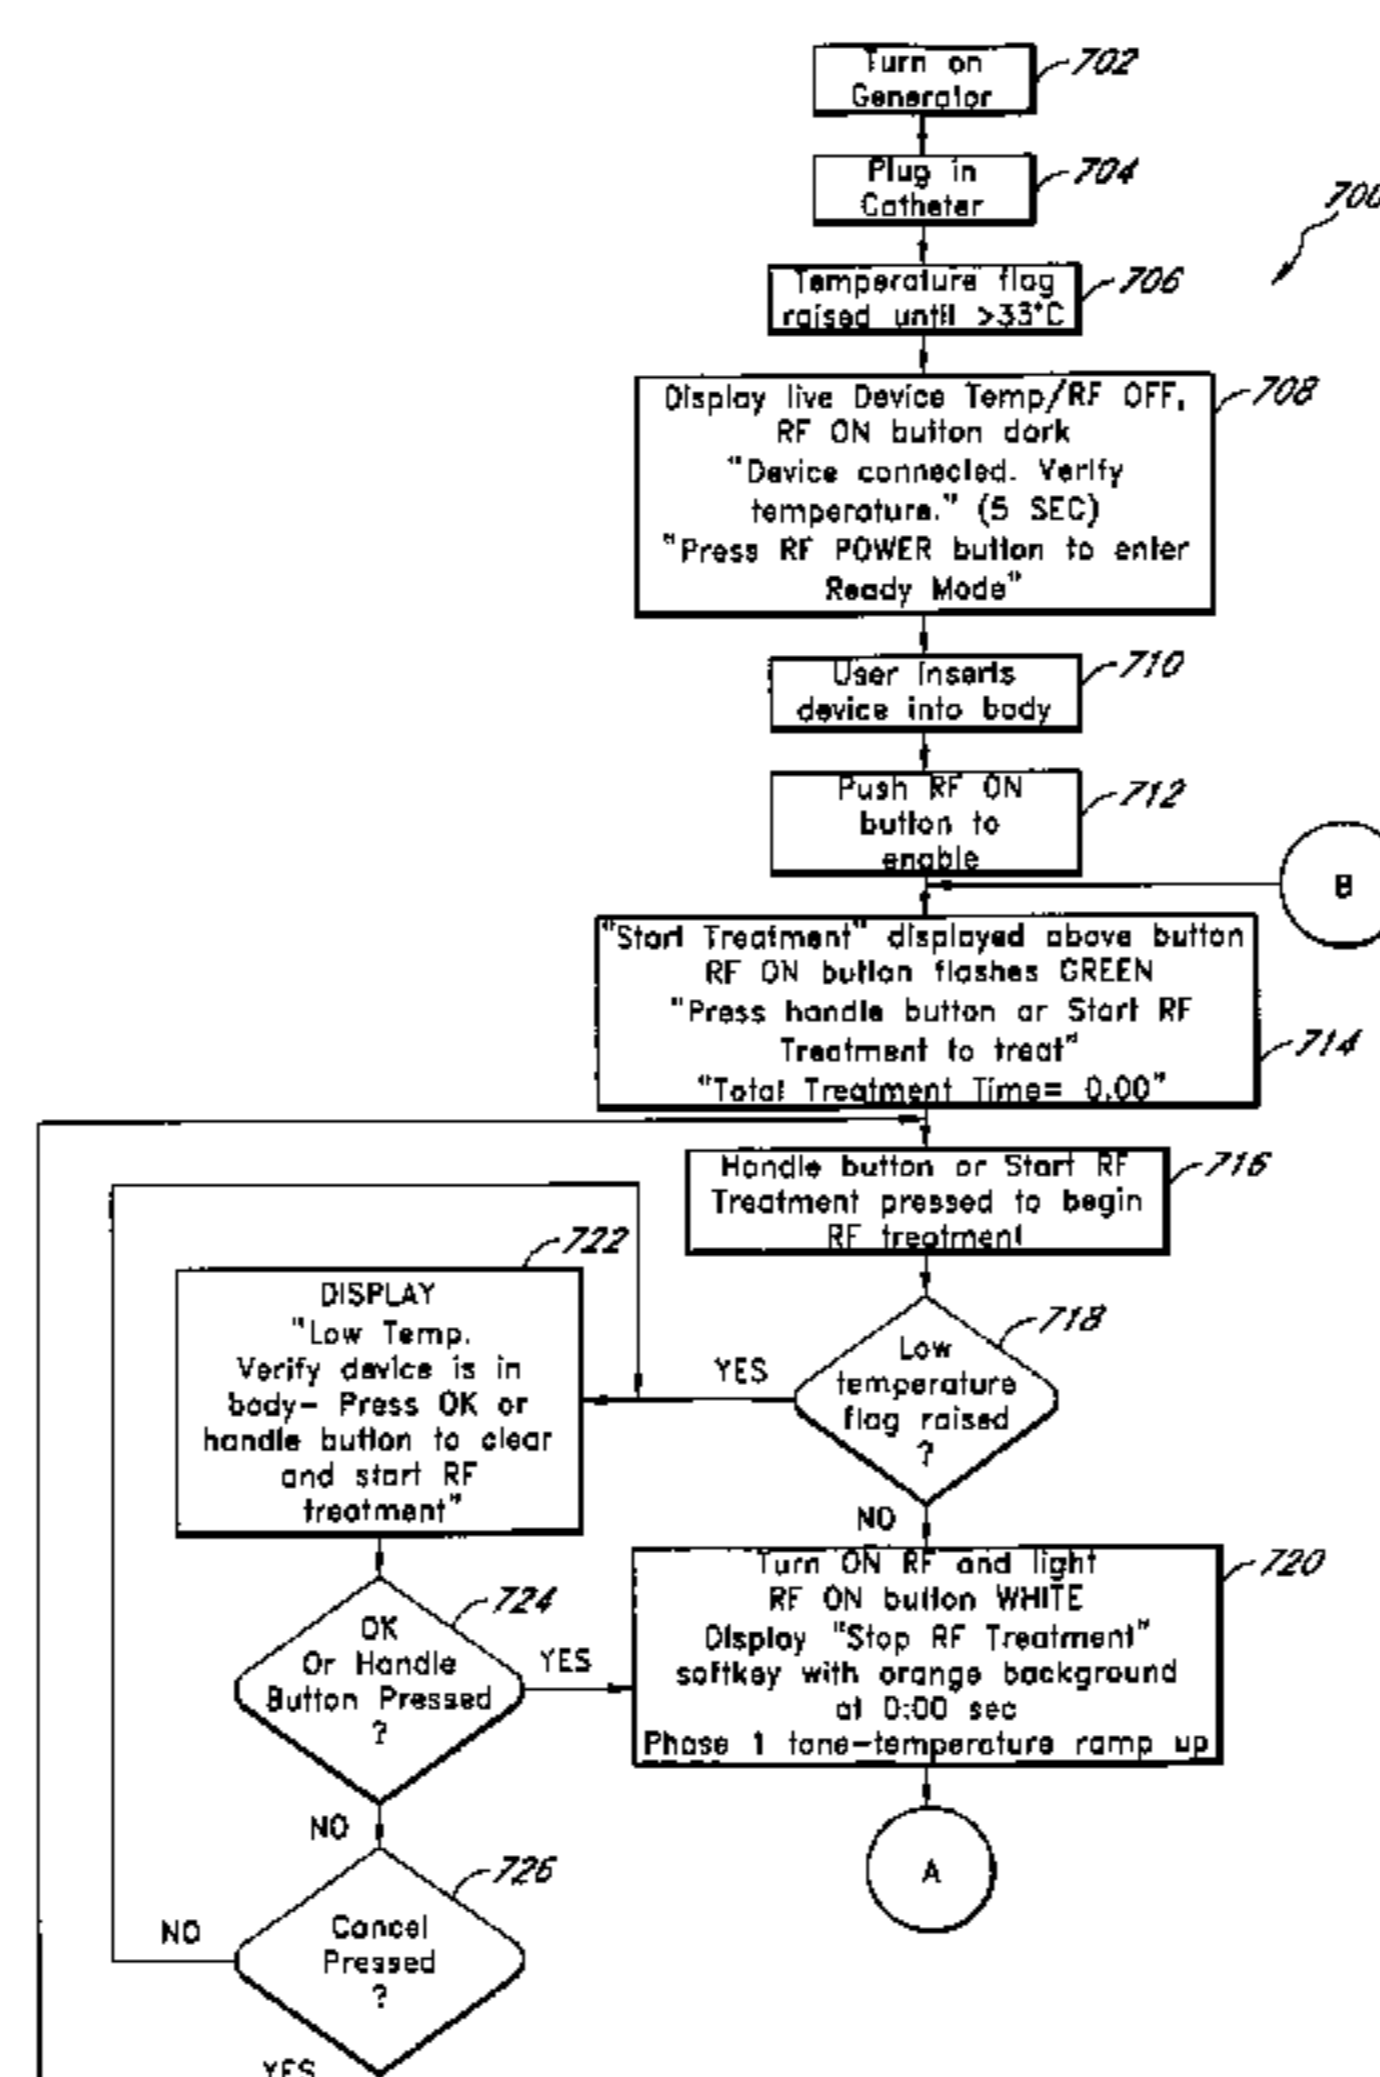 Turn on
Generator
702
Plug in
Catheter
704
700
Temperature flag
raised until >33°C
706
Display live Device Temp/RF OFF,
RF ON button dark
"Device connected. Verify
temperature." (5 SEC)
"Press RF POWER button to enter
Ready Mode"
708
User inserts
device into body
710
Push RF ON
button to
enable
712
B
"Start Treatment" displayed above button
RF ON button flashes GREEN
"Press handle button or Start RF
Treatment to treat"
"Total Treatment Time= 0.00"
714
Handle button or Start RF
Treatment pressed to begin
RF treatment
716
Low
temperature
flag raised
?
718
YES
NO
722
DISPLAY
"Low Temp.
Verify device is in
body- Press OK or
handle button to clear
and start RF
treatment"
OK
Or Handle
Button Pressed
?
724
YES
NO
Turn ON RF and light
RF ON button WHITE
Display "Stop RF Treatment"
softkey with orange background
at 0:00 sec
Phase 1 tone-temperature ramp up
720
A
Cancel
Pressed
?
726
NO
YES